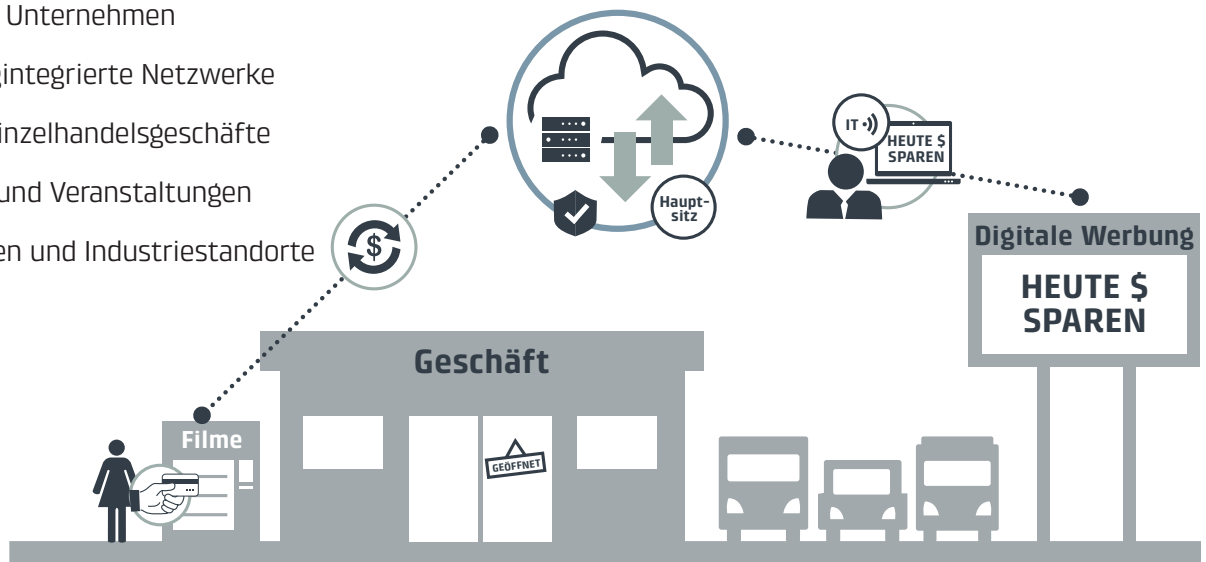 Unternehmen
integrierte Netzwerke
inzelhandelsgeschäfte
und Veranstaltungen
en und Industriestandorte
$
Haupt-
sitz
IT
HEUTE $
SPAREN
Digitale Werbung
HEUTE $
SPAREN
Geschäft
GEÖFFNET
Filme